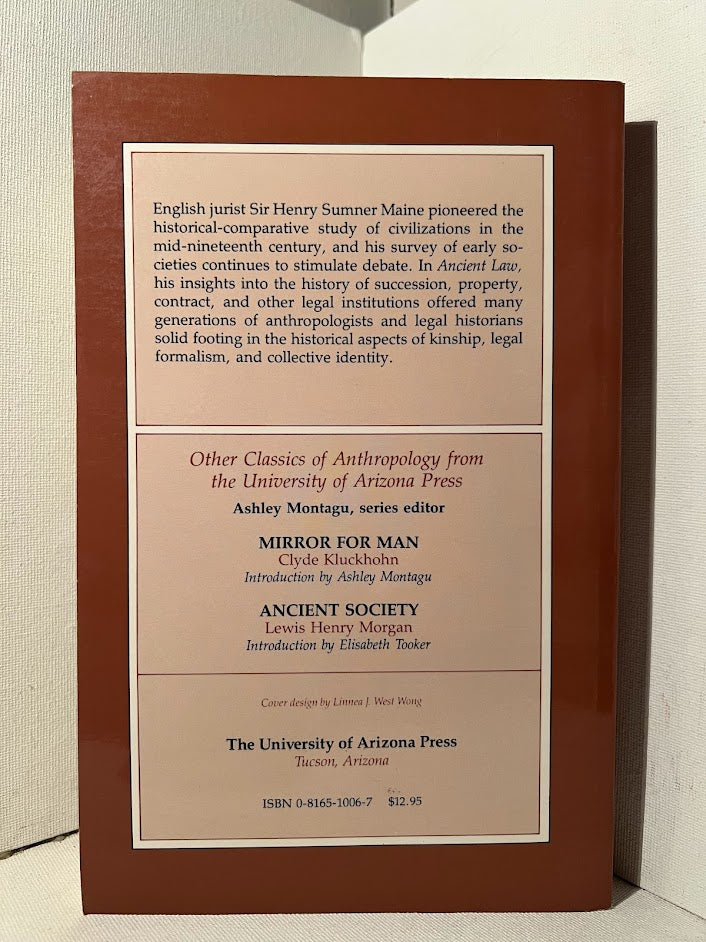 English jurist Sir Henry Sumner Maine pioneered the
historical-comparative study of civilizations in the
mid-nineteenth century, and his survey of early so-
cieties continues to stimulate debate. In Ancient Law,
his insights into the history of succession, property,
contract, and other legal institutions offered many
generations of anthropologists and legal historians
solid footing in the historical aspects of kinship, legal
formalism, and collective identity.
Other Classics of Anthropology from
the University of Arizona Press
Ashley Montagu, series editor
MIRROR FOR MAN
Clyde Kluckhohn
Introduction by Ashley Montagu
ANCIENT SOCIETY
Lewis Henry Morgan
Introduction by Elisabeth Tooker
Cover design by Linnea J. West Wong
The University of Arizona Press
Tucson, Arizona
ISBN 0-8165-1006-7 $12.95